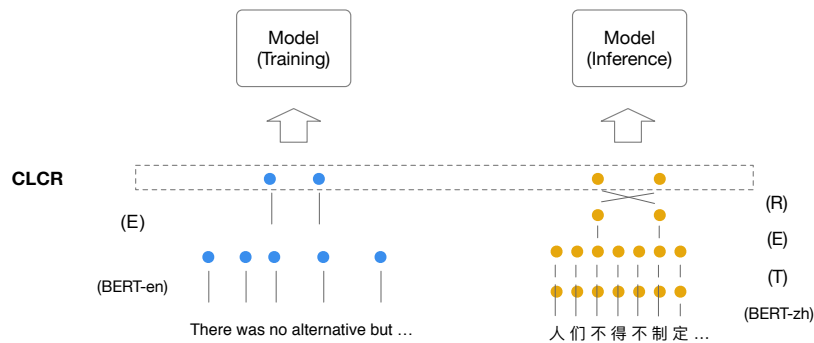 Model
(Training)
Model
(Inference)
CLCR
(R)
(E)
(E)
(T)
(BERT-en)
(BERT-zh)
There was no alternative but ...
人们不得不制定 ...